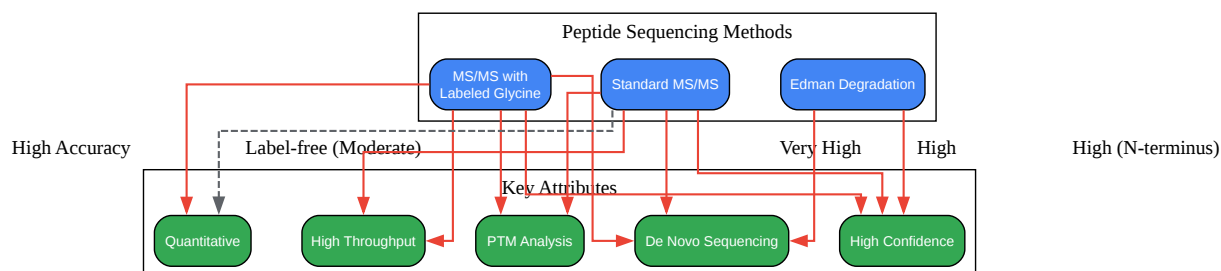 Peptide Sequencing Methods
MS/MS with
Labeled Glycine
Standard MS/MS
Edman Degradation
High Accuracy
Label-free (Moderate)
Very High
High
High (N-terminus)
Key Attributes
Quantitative
High Throughput
PTM Analysis
De Novo Sequencing
High Confidence